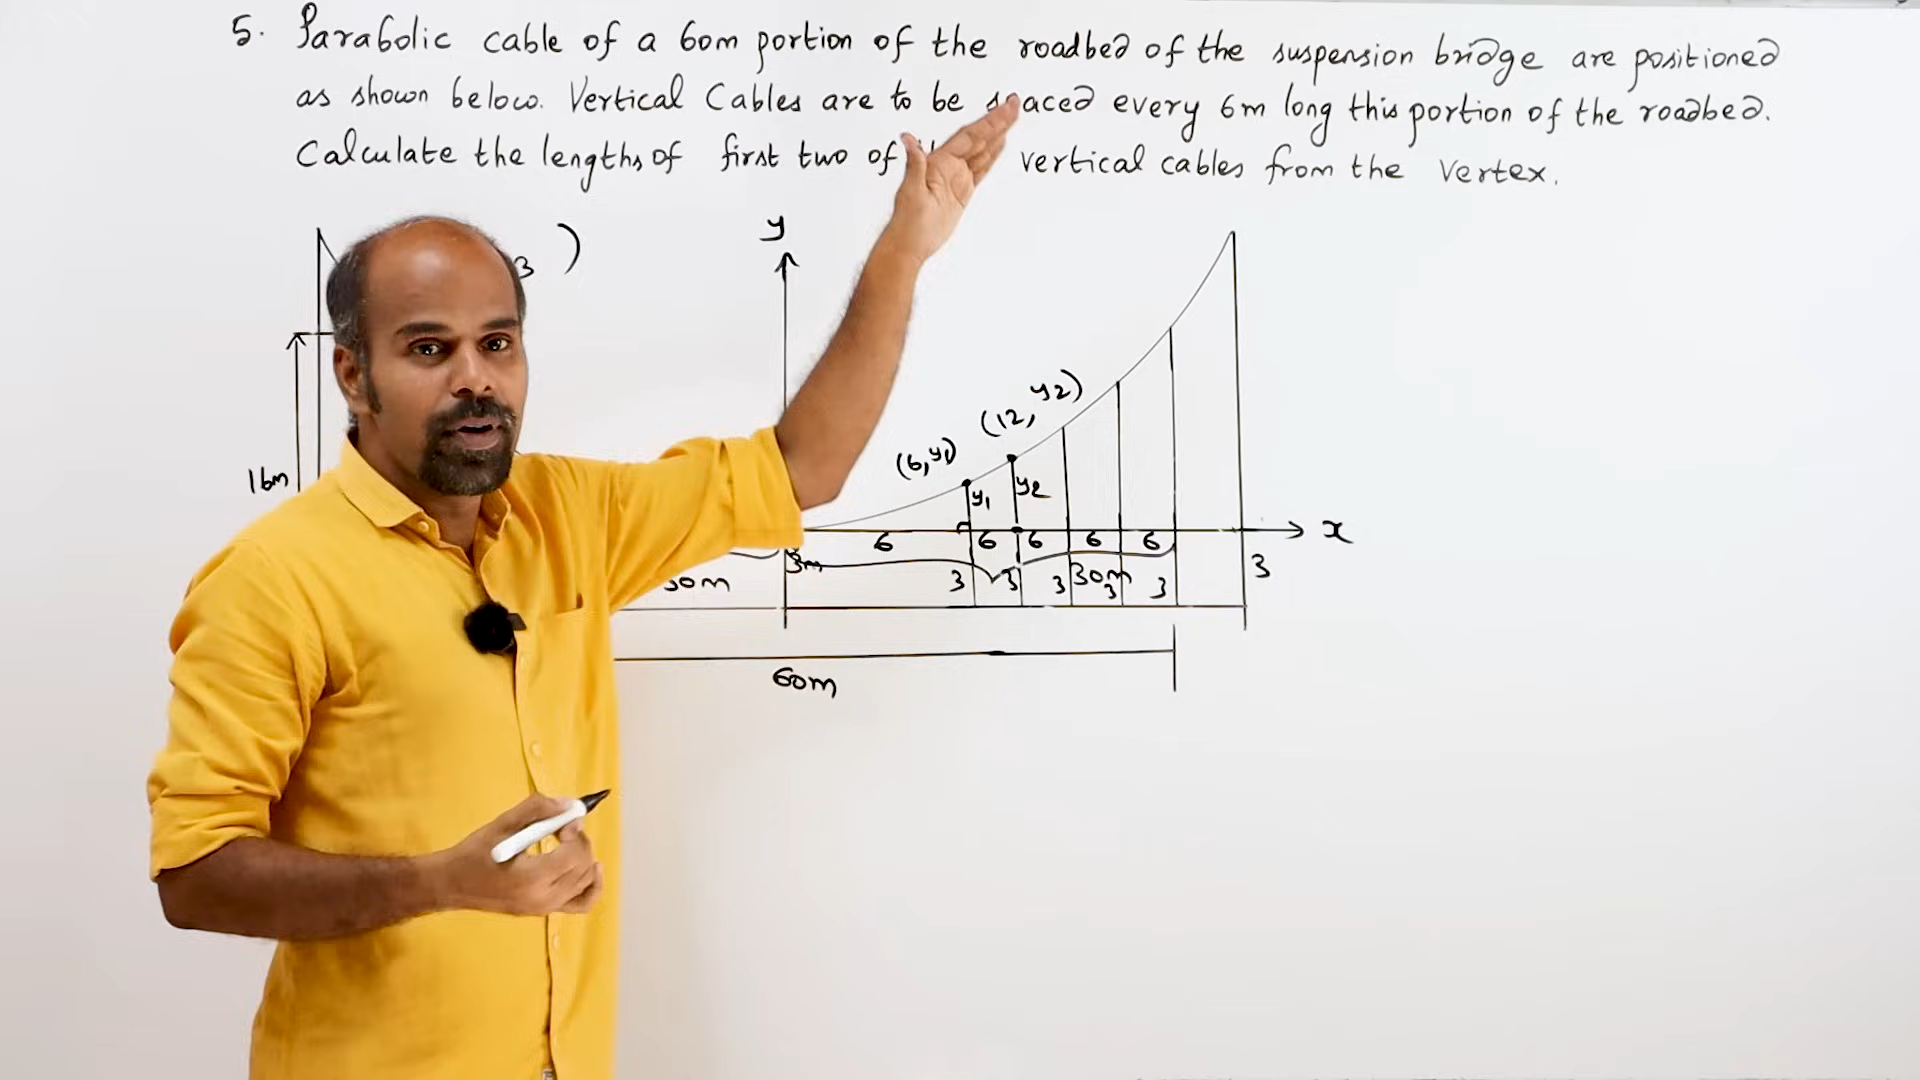 5. Parabolic cable of a 60m portion of the roadbed of the suspension bridge are positioned
as shown below. Vertical Cables are to be spaced every 6m long this portion of the roadbed.
Calculate the lengths of first two of vertical cables from the vertex.
y
3 )
(12, y2)
(6, y1)
16m
y1 y2
x
6 6 6 6 6
3m
3 3 3 30m 3 3 3
30m
60m